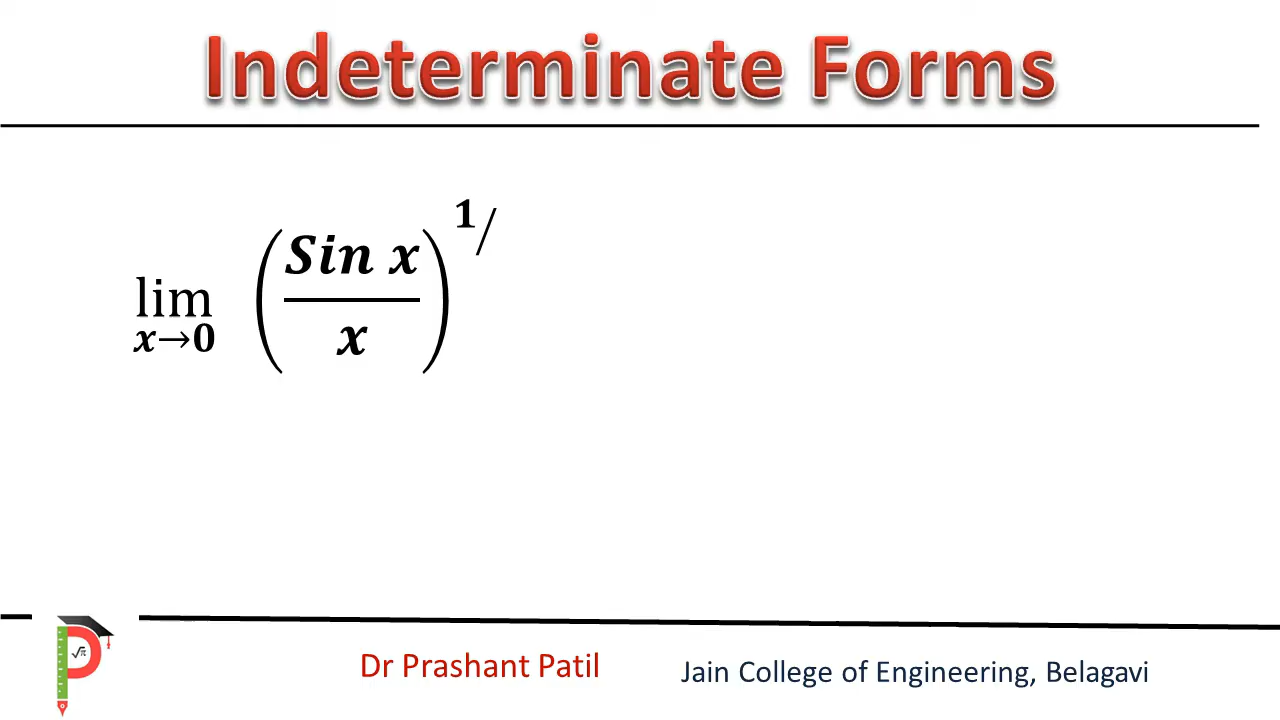 Indeterminate Forms
lim x→0 (Sin x / x)^1/
√π
Dr Prashant Patil
Jain College of Engineering, Belagavi